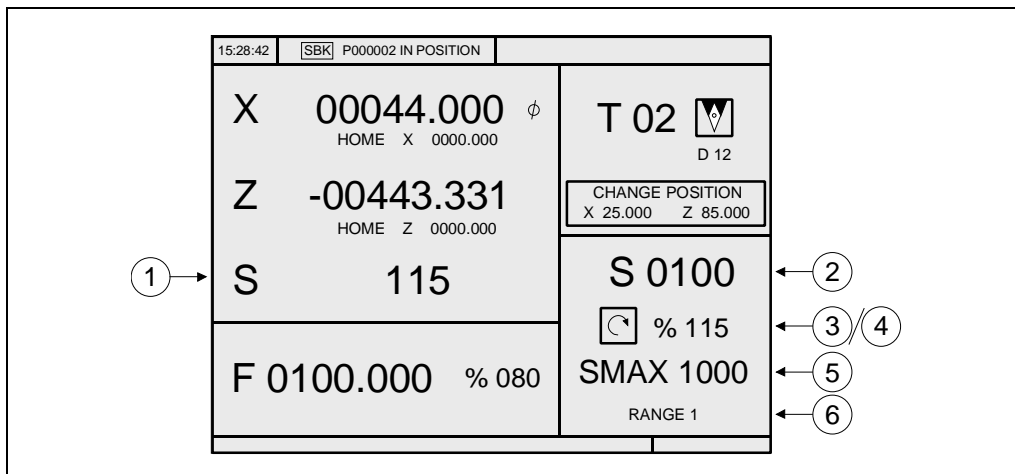 15:28:42 SBK P000002 IN POSITION
X 00044.000 ϕ
HOME X 0000.000
Z -00443.331
HOME Z 0000.000
1 S 115
F 0100.000 % 080
T 02
D 12
CHANGE POSITION
X 25.000 Z 85.000
S 0100 2
% 115 3/4
SMAX 1000 5
RANGE 1 6